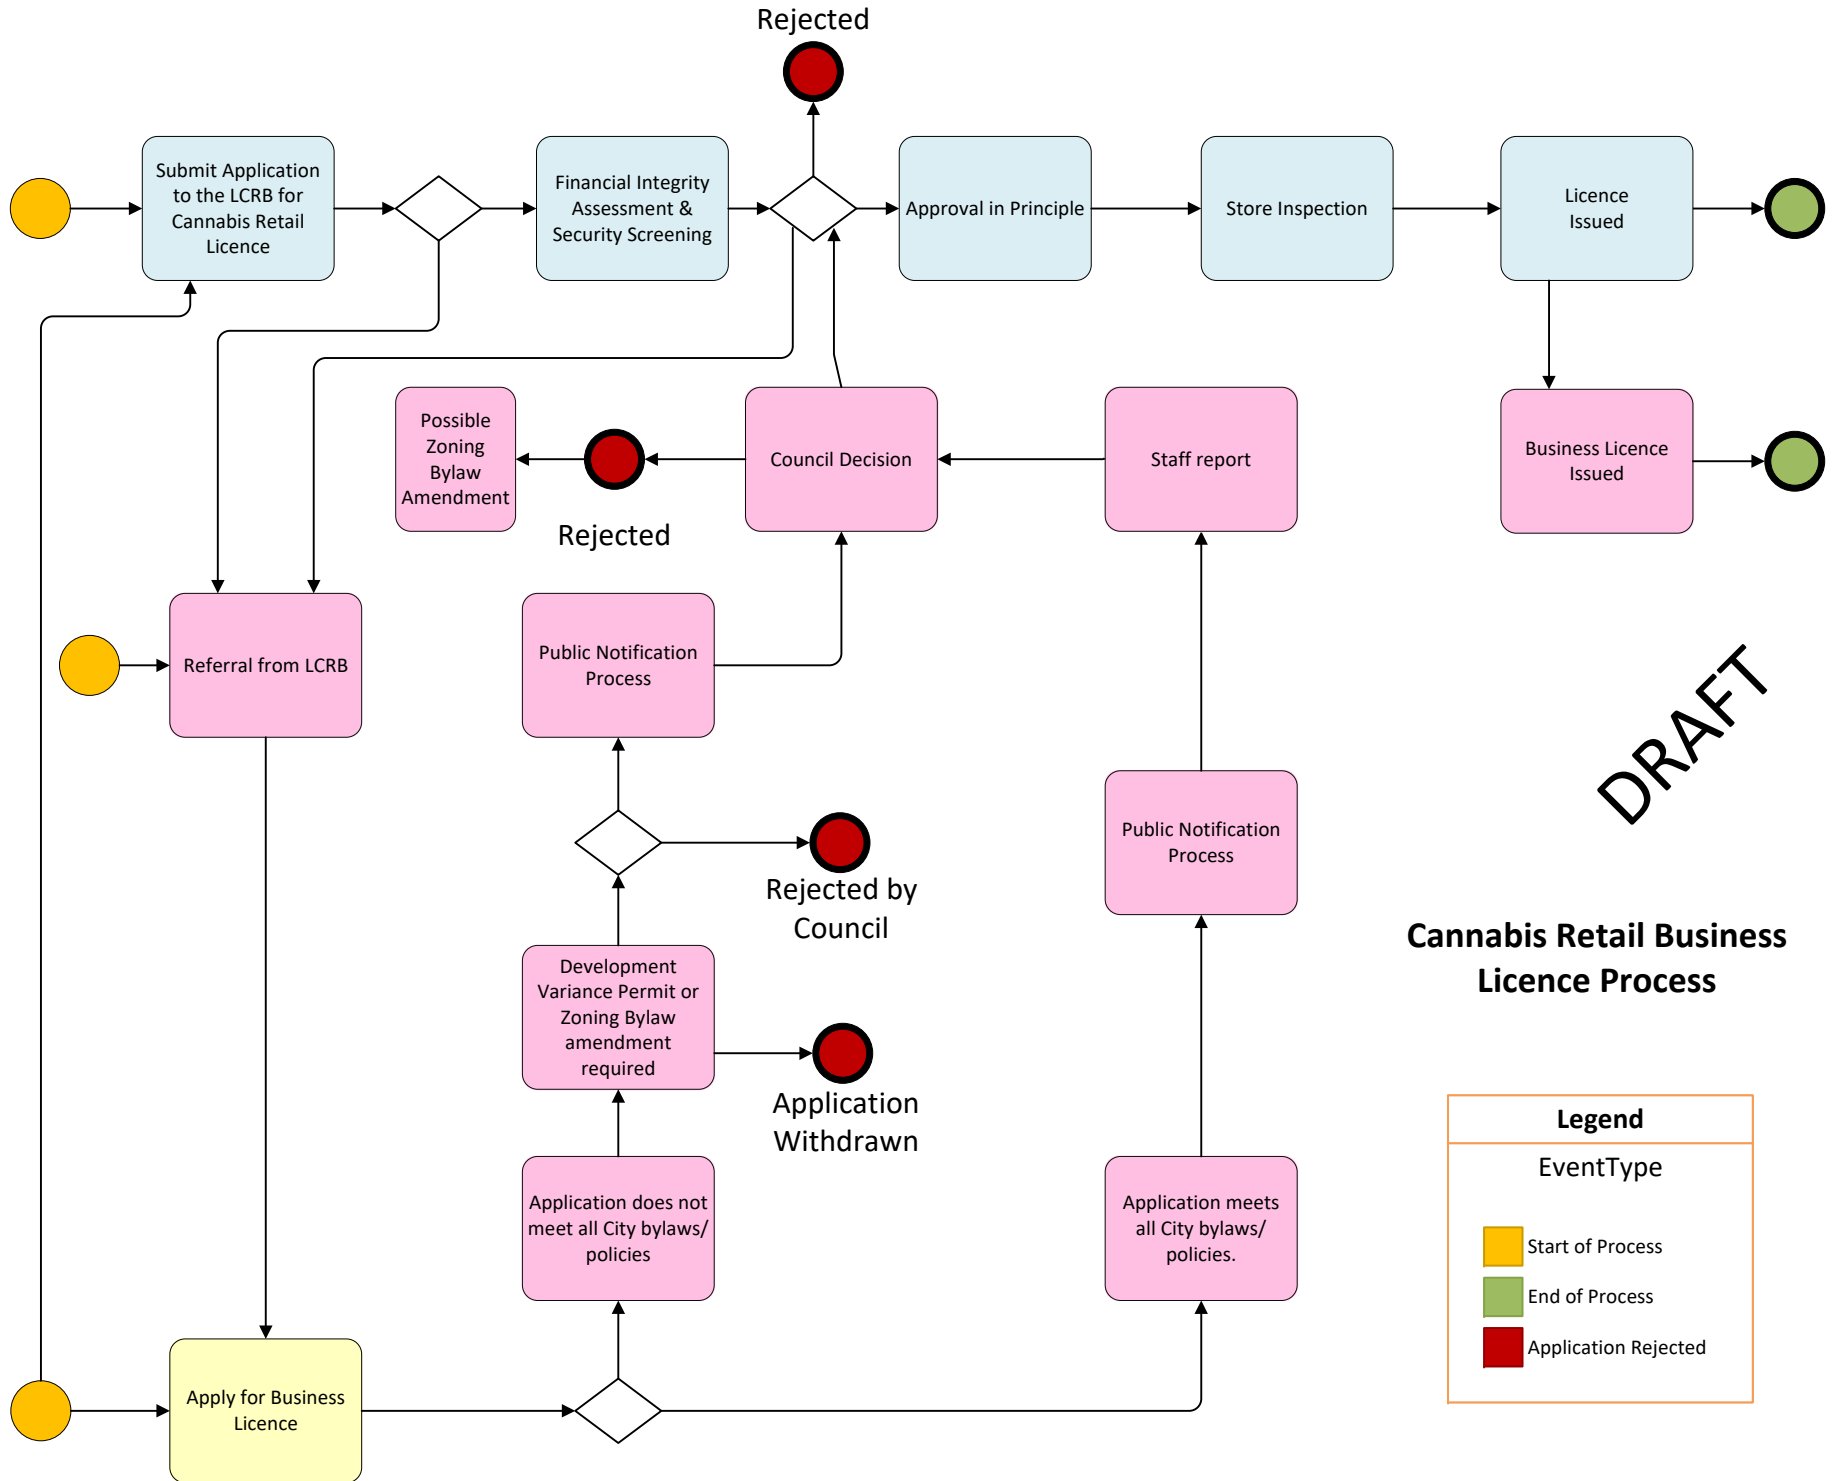 Rejected
Submit Application
to the LCRB for
Cannabis Retail
Licence
Financial Integrity
Assessment &
Security Screening
Approval in Principle
Store Inspection
Licence
Issued
Possible
Zoning
Bylaw
Amendment
Rejected
Council Decision
Staff report
Business Licence
Issued
Referral from LCRB
Public Notification
Process
DRAFT
Rejected by
Council
Public Notification
Process
Cannabis Retail Business
Licence Process
Development
Variance Permit or
Zoning Bylaw
amendment
required
Application
Withdrawn
Application does not
meet all City bylaws/
policies
Application meets
all City bylaws/
policies.
Legend
EventType
Start of Process
End of Process
Application Rejected
Apply for Business
Licence